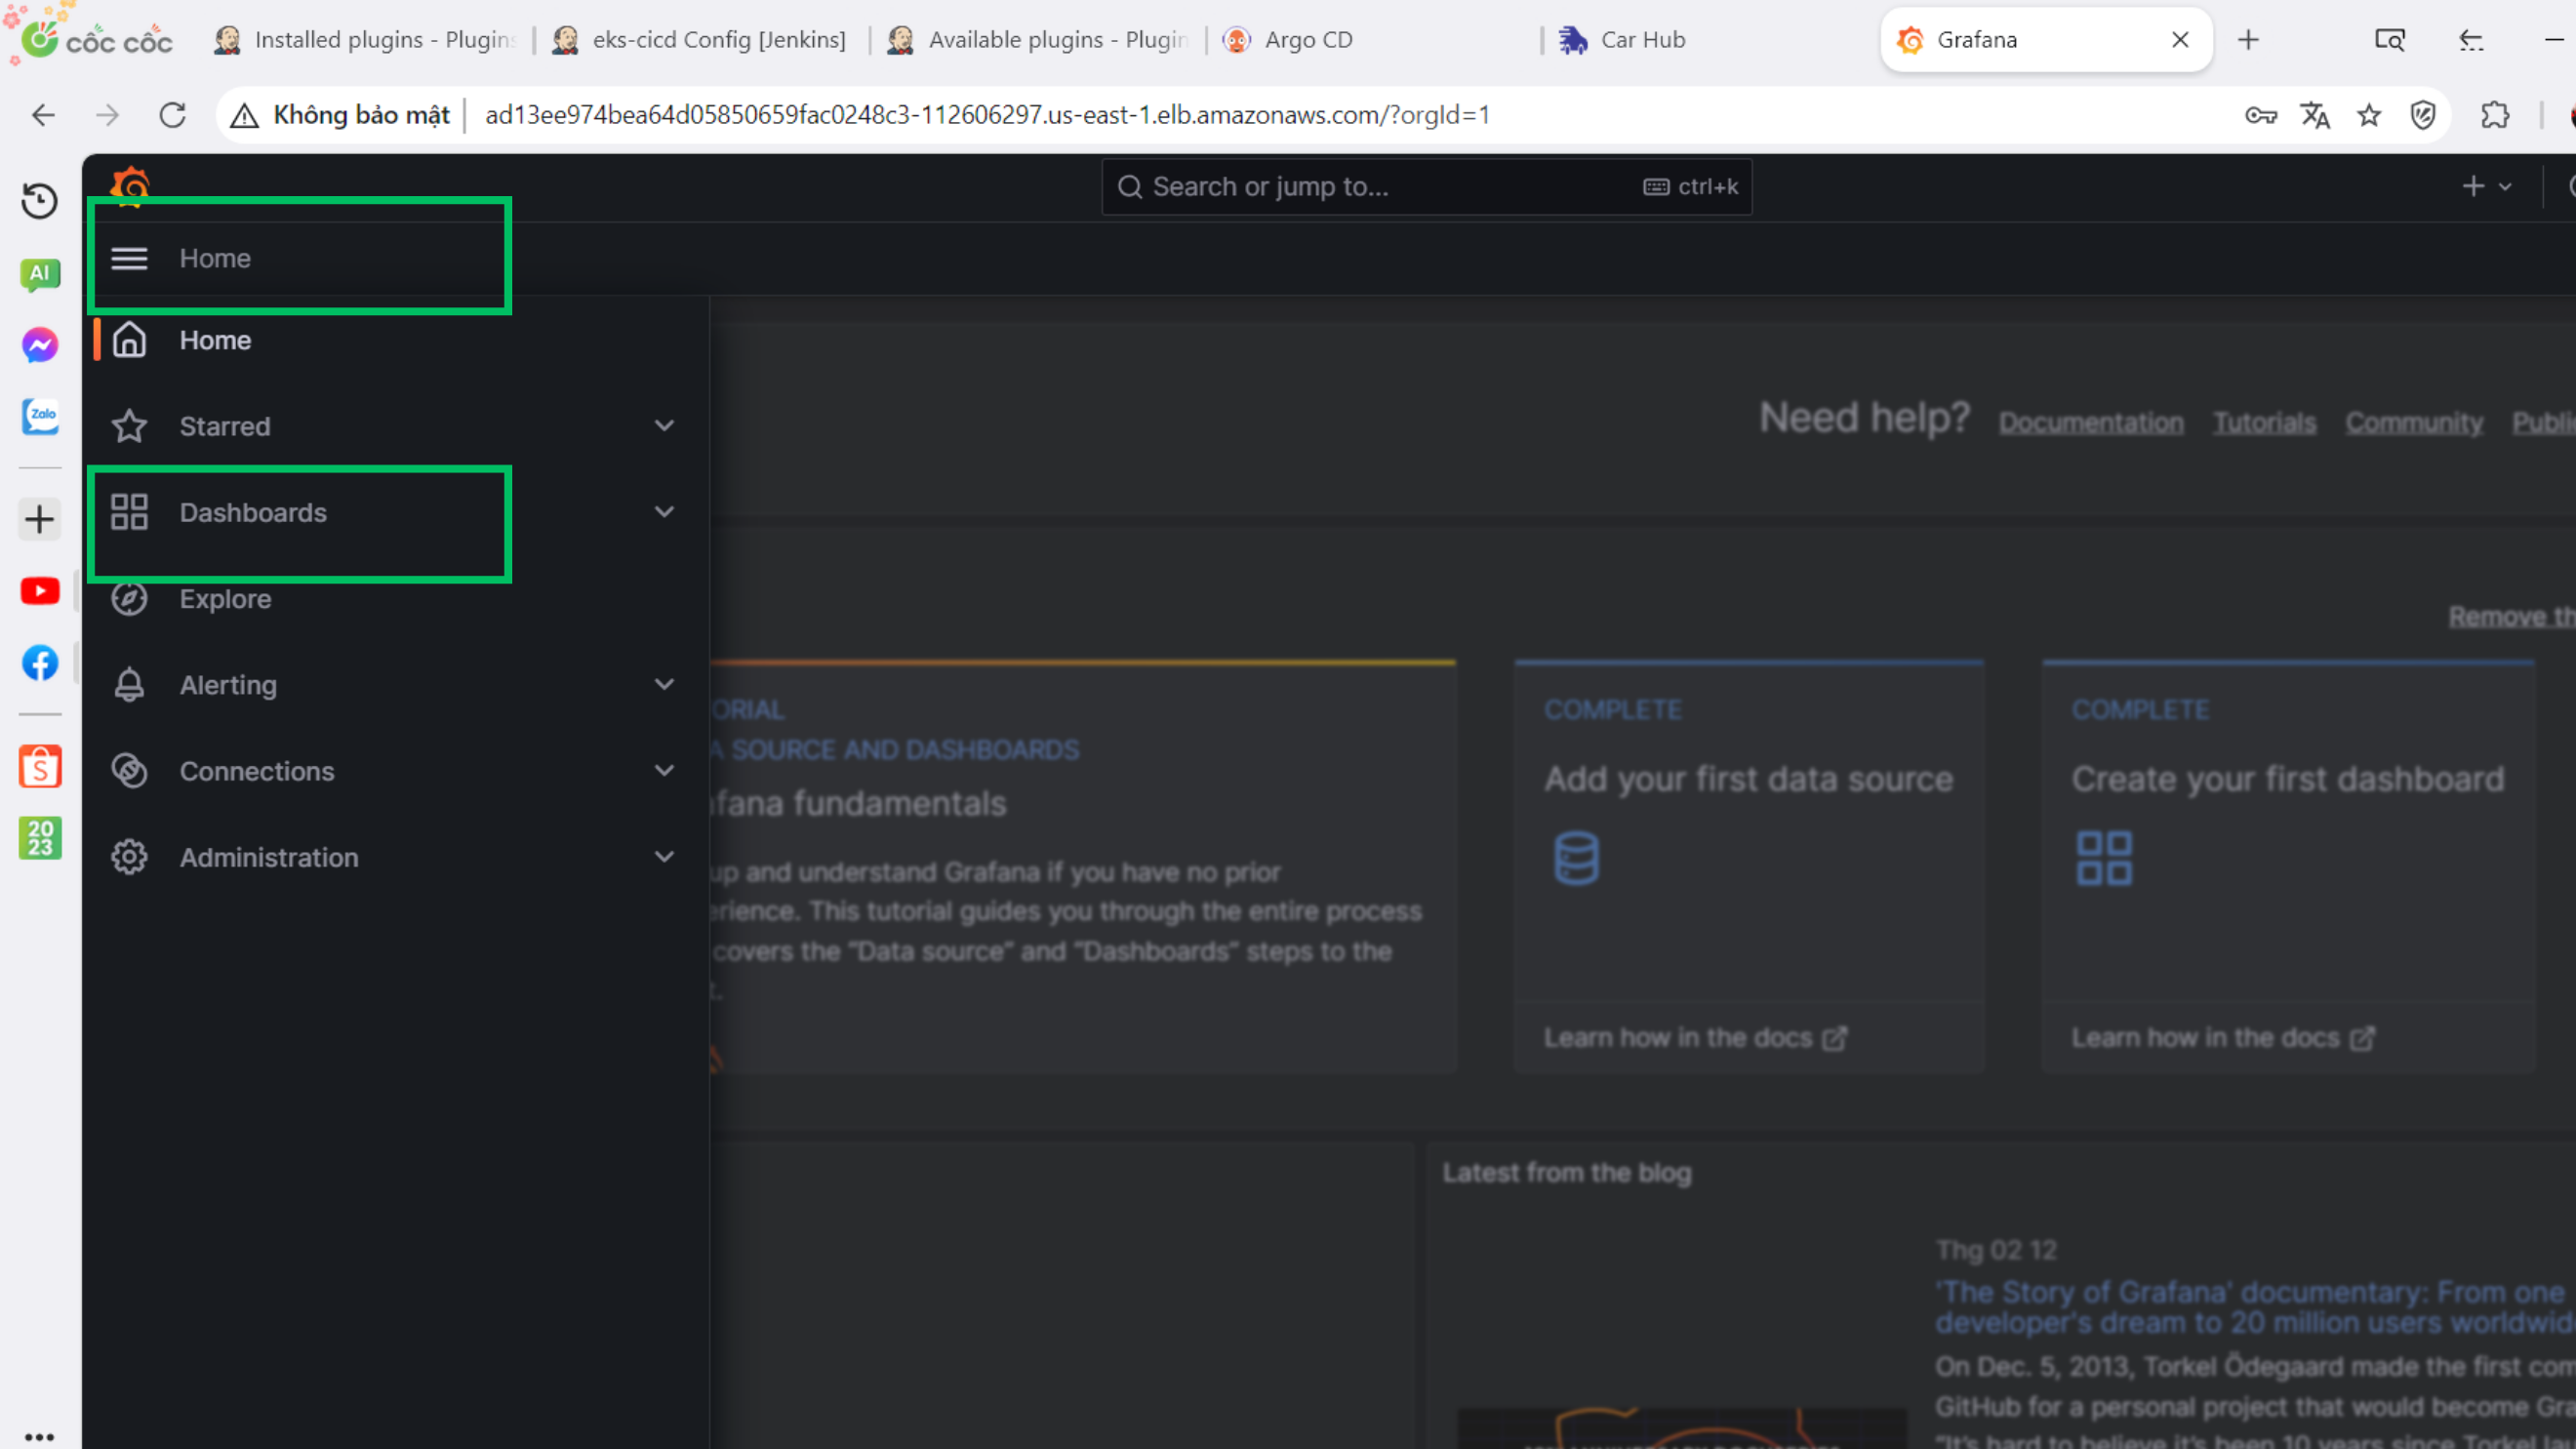 cốc cốc
Installed plugins - Plugins
eks-cicd Config [Jenkins]
Available plugins - Plugin
Argo CD
Car Hub
Grafana
Không bảo mật
ad13ee974bea64d05850659fac0248c3-112606297.us-east-1.elb.amazonaws.com/?orgId=1
Search or jump to...
ctrl+k
Home
AI
Home
Zalo
Starred
Need help?
Documentation
Tutorials
Community
Publi
Dashboards
Explore
Remove th
Alerting
ORIAL
A SOURCE AND DASHBOARDS
afana fundamentals
up and understand Grafana if you have no prior
erience. This tutorial guides you through the entire process
covers the "Data source" and "Dashboards" steps to the
t.
COMPLETE
Add your first data source
Learn how in the docs
COMPLETE
Create your first dashboard
Learn how in the docs
Connections
S
20
23
Administration
Latest from the blog
Thg 02 12
'The Story of Grafana' documentary: From one
developer's dream to 20 million users worldwid
On Dec. 5, 2013, Torkel Ödegaard made the first com
GitHub for a personal project that would become Gra
"It's hard to believe it's been 10 years since Torkel la